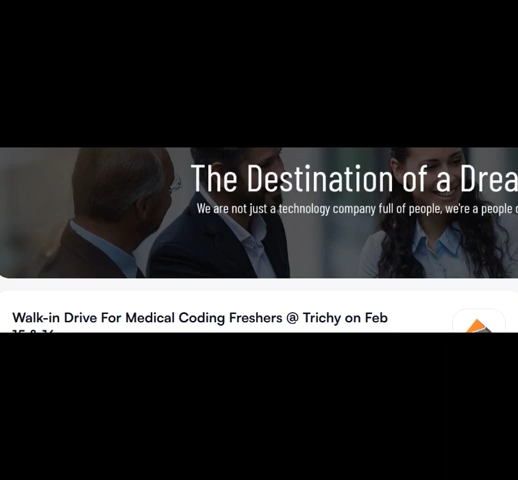 The Destination of a Drea
We are not just a technology company full of people, we're a people
Walk-in Drive For Medical Coding Freshers @ Trichy on Feb